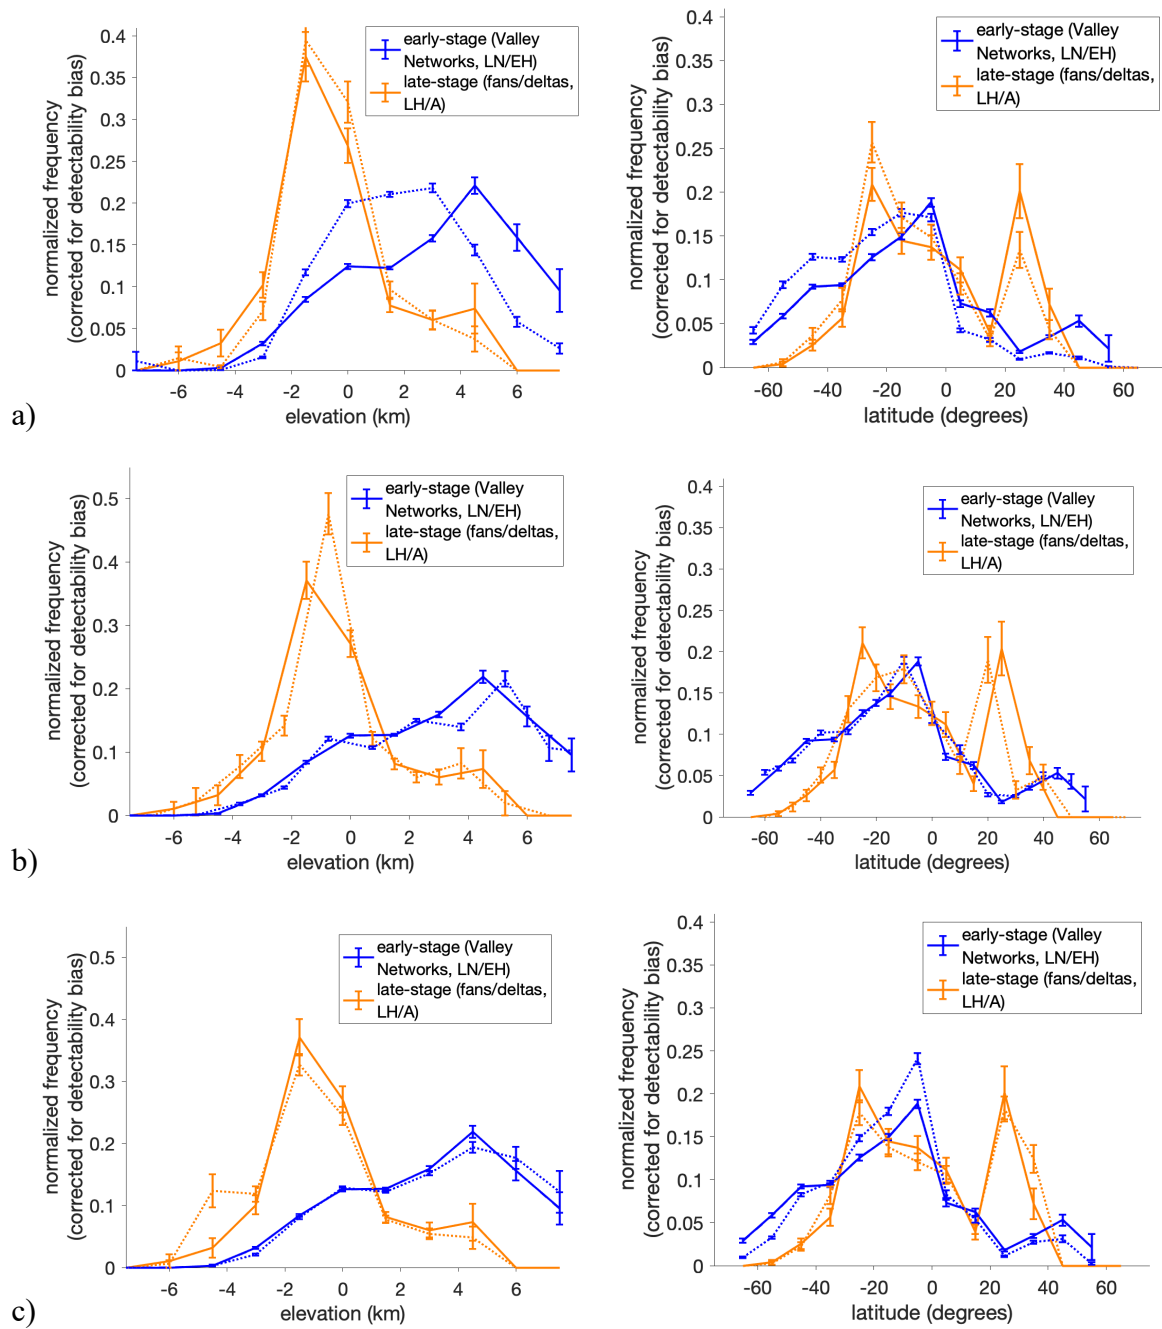 early-stage (Valley
Networks, LN/EH)
late-stage (fans/deltas,
LH/A)
normalized frequency
(corrected for detectability bias)
0.4
0.35
0.3
0.25
0.2
0.15
0.1
0.05
0
-6 -4 -2 0 2 4 6
elevation (km)
early-stage (Valley
Networks, LN/EH)
late-stage (fans/deltas,
LH/A)
normalized frequency
(corrected for detectability bias)
0.4
0.35
0.3
0.25
0.2
0.15
0.1
0.05
0
-60 -40 -20 0 20 40 60
latitude (degrees)
a)
early-stage (Valley
Networks, LN/EH)
late-stage (fans/deltas,
LH/A)
normalized frequency
(corrected for detectability bias)
0.5
0.4
0.3
0.2
0.1
0
-6 -4 -2 0 2 4 6
elevation (km)
early-stage (Valley
Networks, LN/EH)
late-stage (fans/deltas,
LH/A)
normalized frequency
(corrected for detectability bias)
0.4
0.35
0.3
0.25
0.2
0.15
0.1
0.05
0
-60 -40 -20 0 20 40 60
latitude (degrees)
b)
early-stage (Valley
Networks, LN/EH)
late-stage (fans/deltas,
LH/A)
normalized frequency
(corrected for detectability bias)
0.5
0.4
0.3
0.2
0.1
0
-6 -4 -2 0 2 4 6
elevation (km)
early-stage (Valley
Networks, LN/EH)
late-stage (fans/deltas,
LH/A)
normalized frequency
(corrected for detectability bias)
0.4
0.35
0.3
0.25
0.2
0.15
0.1
0.05
0
-60 -40 -20 0 20 40 60
latitude (degrees)
c)